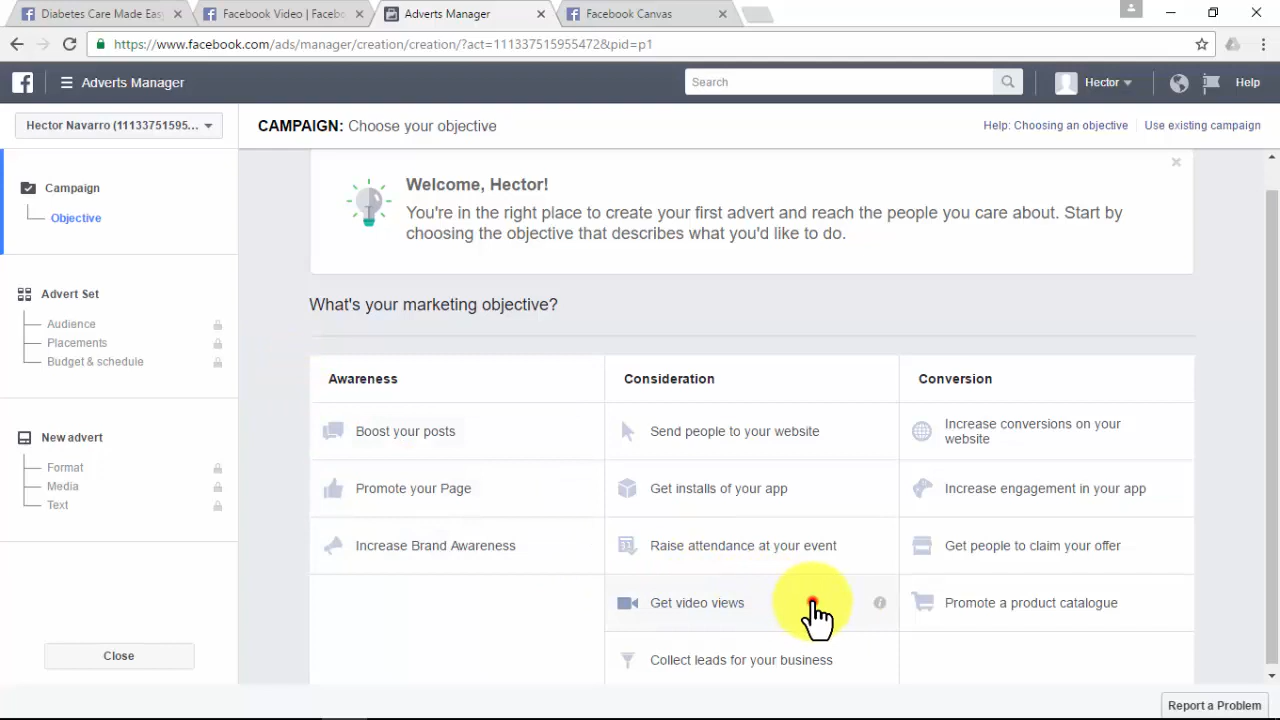 Diabetes Care Made Easy
Facebook Video | Facebo
Adverts Manager
Facebook Canvas
https://www.facebook.com/ads/manager/creation/creation/?act=111337515955472&pid=p1
Adverts Manager
Search
Hector
Help
Hector Navarro (11133751595...
CAMPAIGN: Choose your objective
Help: Choosing an objective
Use existing campaign
Campaign
Objective
Advert Set
Audience
Placements
Budget & schedule
New advert
Format
Media
Text
Close
Welcome, Hector!
You're in the right place to create your first advert and reach the people you care about. Start by
choosing the objective that describes what you'd like to do.
What's your marketing objective?
Awareness
Boost your posts
Promote your Page
Increase Brand Awareness
Consideration
Send people to your website
Get installs of your app
31
Raise attendance at your event
Get video views
Collect leads for your business
Conversion
Increase conversions on your
website
Increase engagement in your app
Get people to claim your offer
Promote a product catalogue
Report a Problem